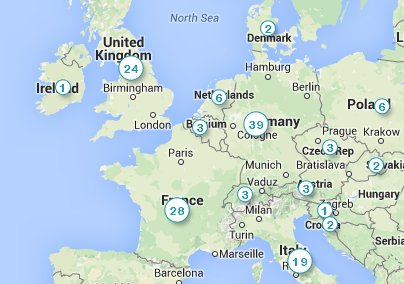 North Sea
2
Denmark
United
Kingdom
24
Hamburg
Ireland
1
Birmingham
Netherlands
6
Berlin
Poland
6
London
Belgium
3
39
Germany
Cologne
Prague
Krakow
Czech Rep
3
Paris
Slovakia
2
Munich
Bratislava
Vaduz
Austria
3
Hungary
France
28
3
Zagreb
1
Milan
Croatia
2
Turin
Serbia
Marseille
Italy
19
Barcelona